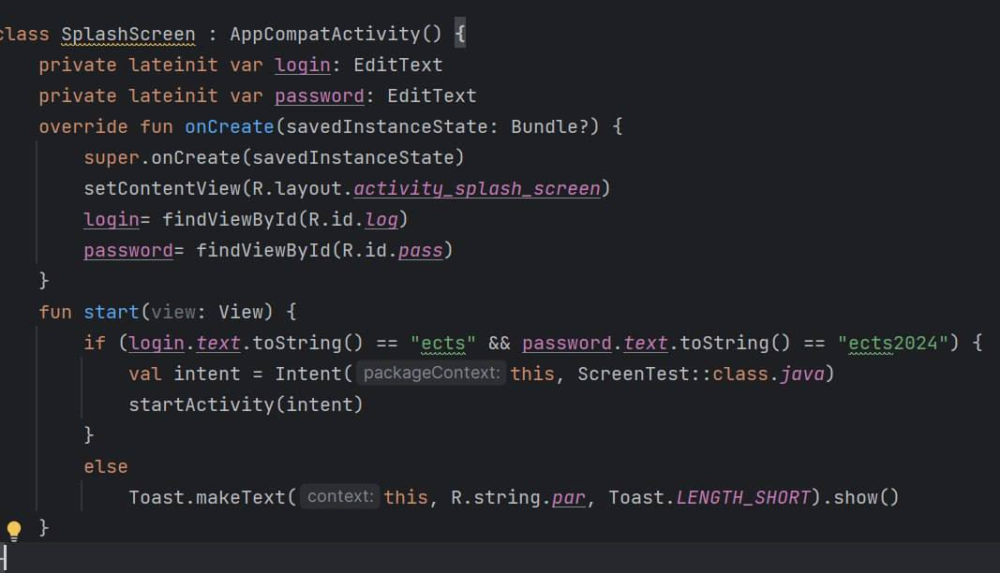 class SplashScreen : AppCompatActivity() {
    private lateinit var login: EditText
    private lateinit var password: EditText
    override fun onCreate(savedInstanceState: Bundle?) {
        super.onCreate(savedInstanceState)
        setContentView(R.layout.activity_splash_screen)
        login= findViewById(R.id.log)
        password= findViewById(R.id.pass)
    }
    fun start(view: View) {
        if (login.text.toString() == "ects" && password.text.toString() == "ects2024") {
            val intent = Intent( packageContext: this, ScreenTest::class.java)
            startActivity(intent)
        }
        else
            Toast.makeText( context: this, R.string.par, Toast.LENGTH_SHORT).show()
    }